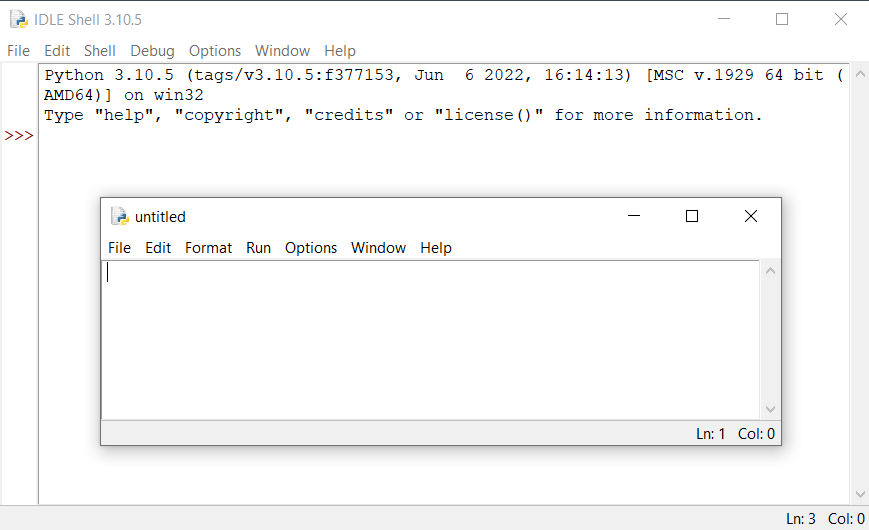 IDLE Shell 3.10.5
File Edit Shell Debug Options Window Help
Python 3.10.5 (tags/v3.10.5:f377153, Jun  6 2022, 16:14:13) [MSC v.1929 64 bit (
AMD64)] on win32
Type "help", "copyright", "credits" or "license()" for more information.
>>>
untitled
File Edit Format Run Options Window Help
Ln: 1 Col: 0
Ln: 3 Col: 0